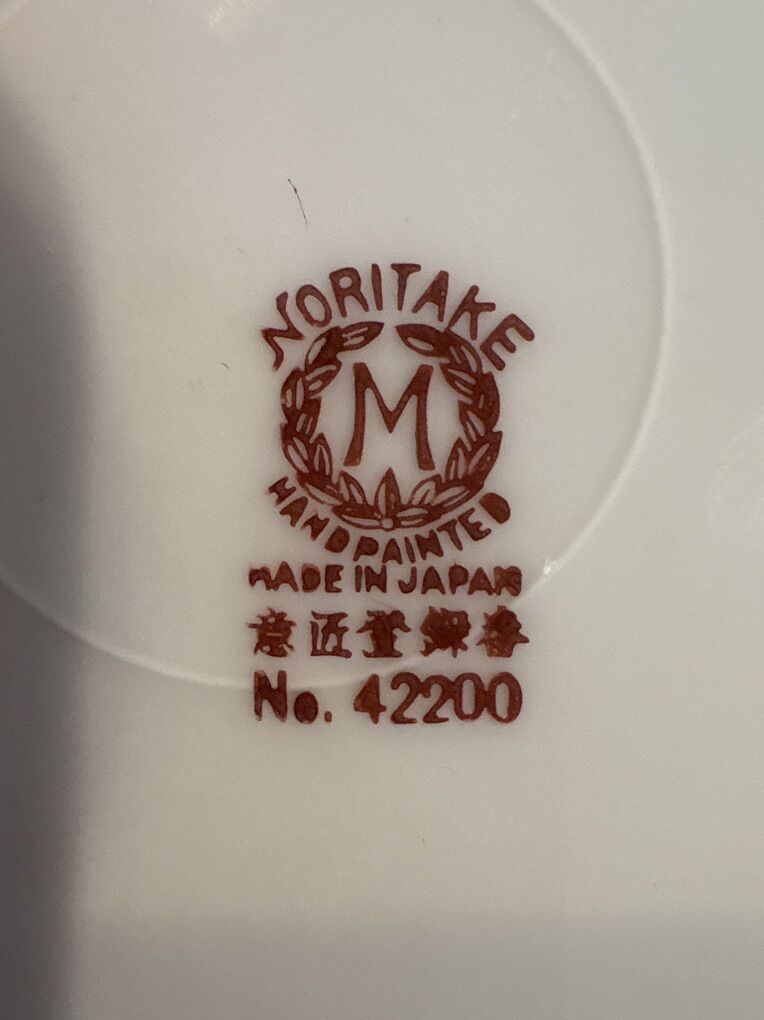 NORITAKE
M
HANDPAINTED
MADE IN JAPAN
意匠登録番
No. 42200